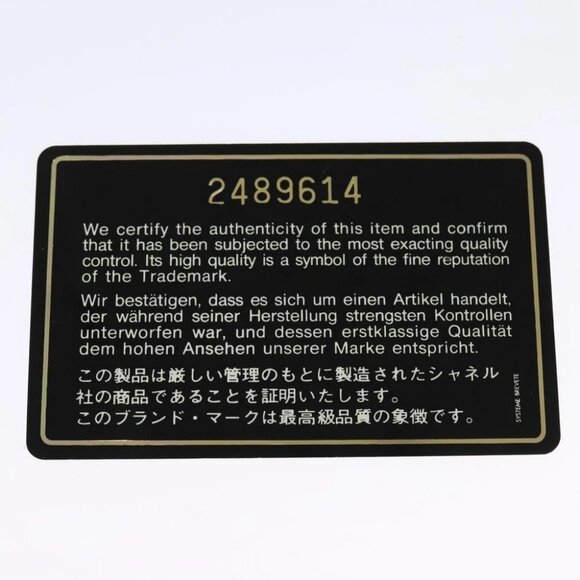 2489614
We certify the authenticity of this item and confirm
that it has been subjected to the most exacting quality
control. Its high quality is a symbol of the fine reputation
of the Trademark.
Wir bestätigen, dass es sich um einen Artikel handelt,
der während seiner Herstellung strengsten Kontrollen
unterworfen war, und dessen erstklassige Qualität
dem hohen Ansehen unserer Marke entspricht.
この製品は厳しい管理のもとに製造されたシャネル
社の商品であることを証明いたします。
このブランド・マークは最高級品質の象徴です。
SYSTEME BREVETE